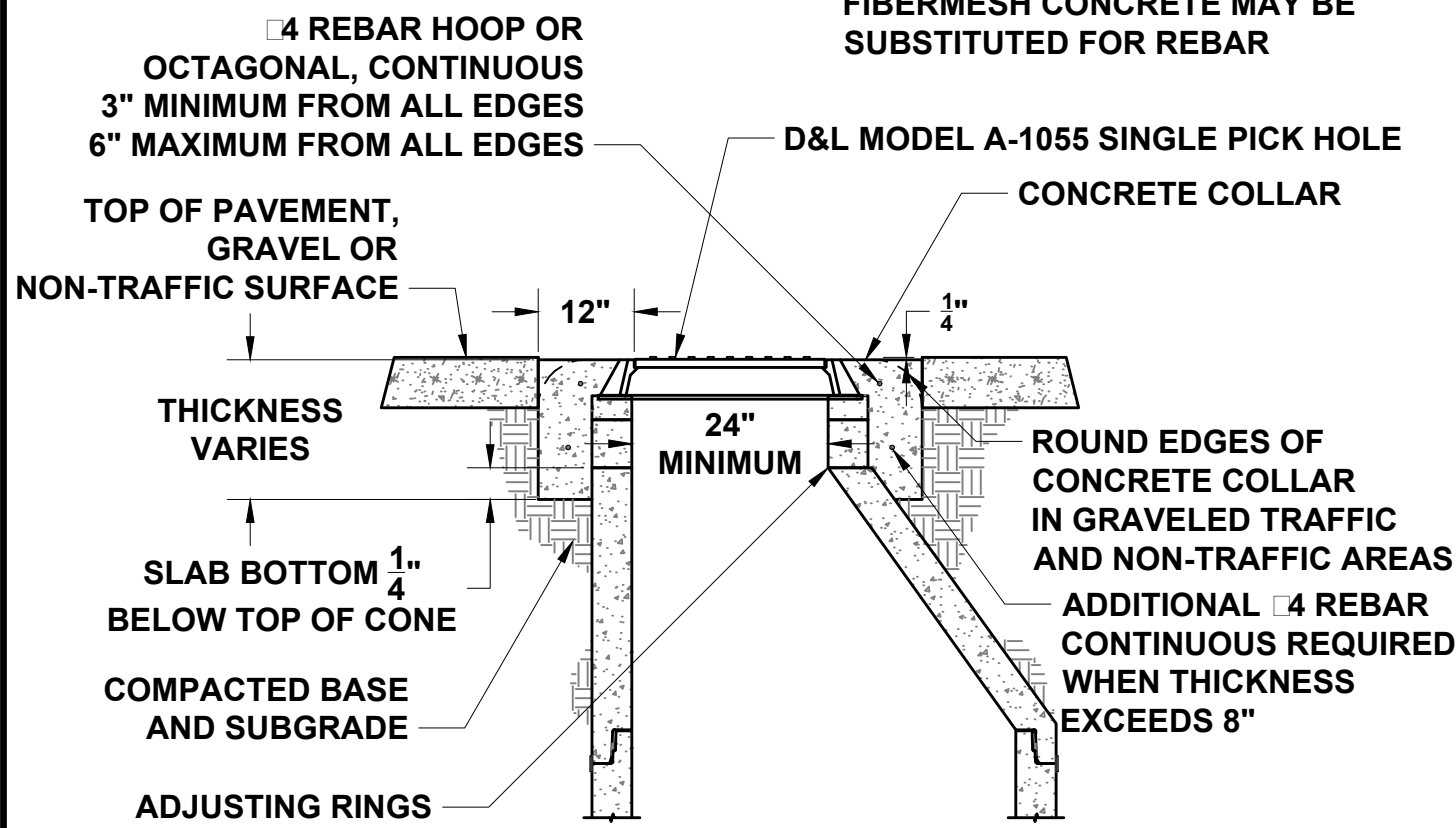 FIBERMESH CONCRETE MAY BE
SUBSTITUTED FOR REBAR
□4 REBAR HOOP OR
OCTAGONAL, CONTINUOUS
3" MINIMUM FROM ALL EDGES
6" MAXIMUM FROM ALL EDGES
D&L MODEL A-1055 SINGLE PICK HOLE
CONCRETE COLLAR
TOP OF PAVEMENT,
GRAVEL OR
NON-TRAFFIC SURFACE
12"
1/4"
THICKNESS
VARIES
24"
MINIMUM
ROUND EDGES OF
CONCRETE COLLAR
IN GRAVELED TRAFFIC
AND NON-TRAFFIC AREAS
SLAB BOTTOM 1/4"
BELOW TOP OF CONE
ADDITIONAL □4 REBAR
CONTINUOUS REQUIRED
WHEN THICKNESS
EXCEEDS 8"
COMPACTED BASE
AND SUBGRADE
ADJUSTING RINGS